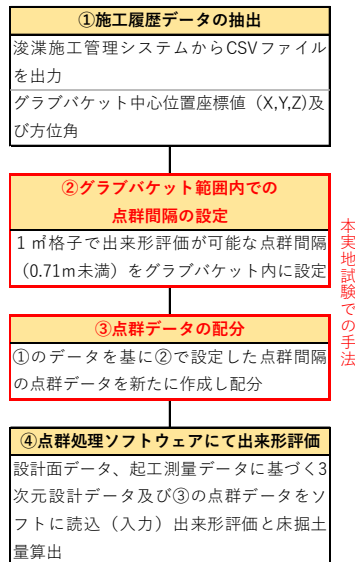 ①施工履歴データの抽出
浚渫施工管理システムからCSVファイル
を出力
グラブバケット中心位置座標値（X,Y,Z)及
び方位角
②グラブバケット範囲内での
点群間隔の設定
１㎡格子で出来形評価が可能な点群間隔
（0.71ｍ未満）をグラブバケット内に設定
③点群データの配分
①のデータを基に②で設定した点群間隔
の点群データを新たに作成し配分
本実地試験での手法
④点群処理ソフトウェアにて出来形評価
設計面データ、起工測量データに基づく3
次元設計データ及び③の点群データをソ
フトに読込（入力）出来形評価と床掘土
量算出